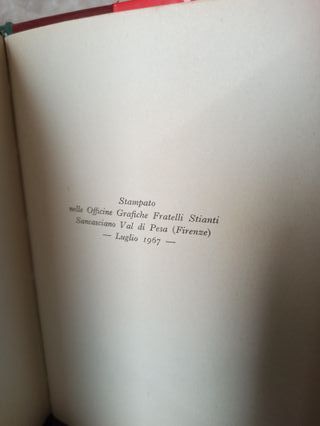 Stampato
nelle Officine Grafiche Fratelli Stianti
Sancasciano Val di Pesa (Firenze)
— Luglio 1967 —